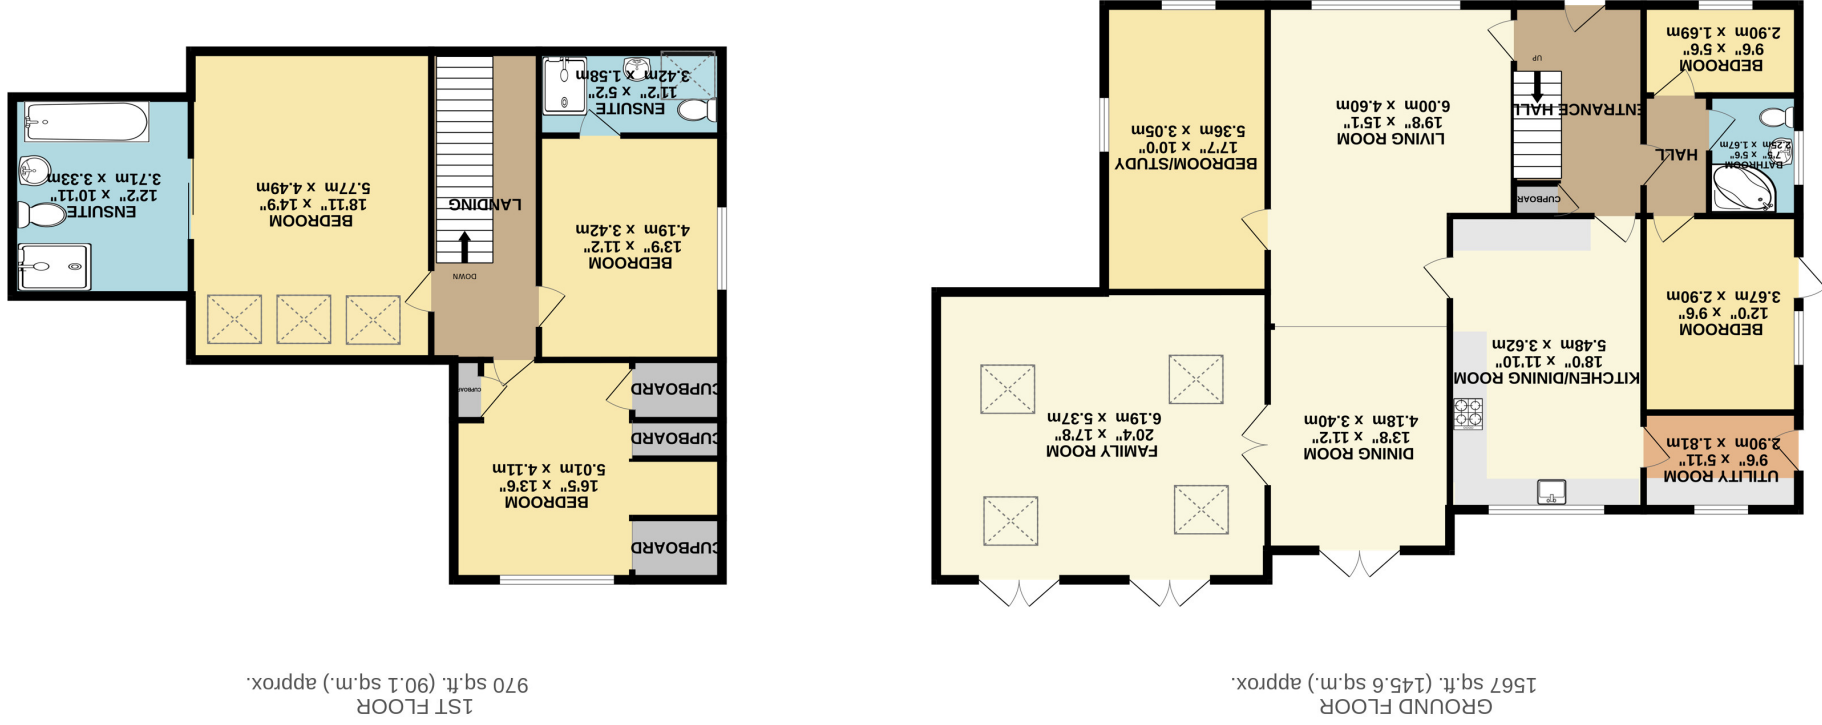 GROUND FLOOR
1567 sq.ft. (145.6 sq.m.) approx.
UTILITY ROOM
9'6" x 5'11"
2.90m x 1.81m
KITCHEN/DINING ROOM
18'0" x 11'10"
5.48m x 3.62m
DINING ROOM
13'8" x 11'2"
4.18m x 3.40m
FAMILY ROOM
20'4" x 17'8"
6.19m x 5.37m
BEDROOM
12'0" x 9'6"
3.67m x 2.90m
BATHROOM
7'5" x 5'6"
2.25m x 1.67m
HALL
CUPBOARD
ENTRANCE HALL
UP
LIVING ROOM
19'8" x 15'1"
6.00m x 4.60m
BEDROOM/STUDY
17'7" x 10'0"
5.36m x 3.05m
BEDROOM
9'6" x 5'6"
2.90m x 1.69m
1ST FLOOR
970 sq.ft. (90.1 sq.m.) approx.
CUPBOARD
BEDROOM
16'5" x 13'6"
5.01m x 4.11m
CUPBOARD
CUPBOARD
CUPBOARD
DOWN
BEDROOM
13'9" x 11'2"
4.19m x 3.42m
LANDING
BEDROOM
18'11" x 14'9"
5.77m x 4.49m
ENSUITE
12'2" x 10'11"
3.71m x 3.33m
ENSUITE
11'2" x 5'2"
3.42m x 1.58m